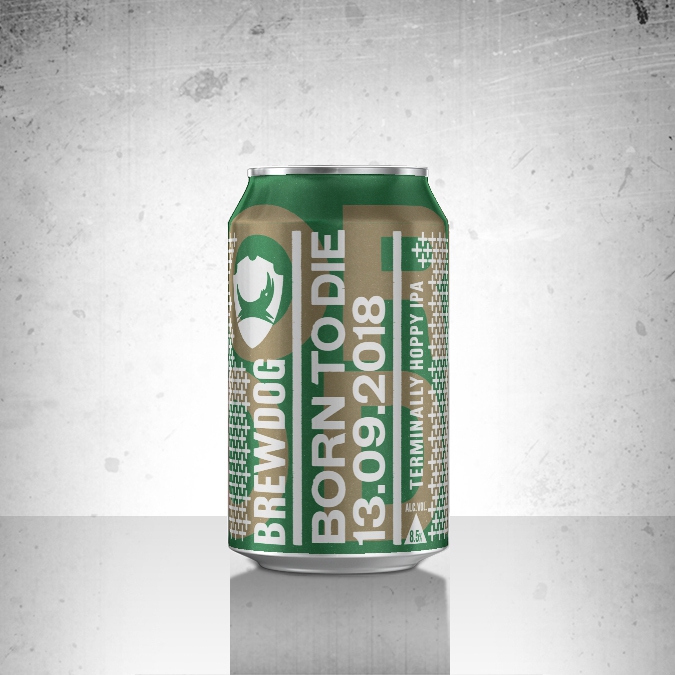 BREWDOG
BORN TO DIE
13.09.2018
TERMINALLY HOPPY IPA
ALC.VOL.
8.5%